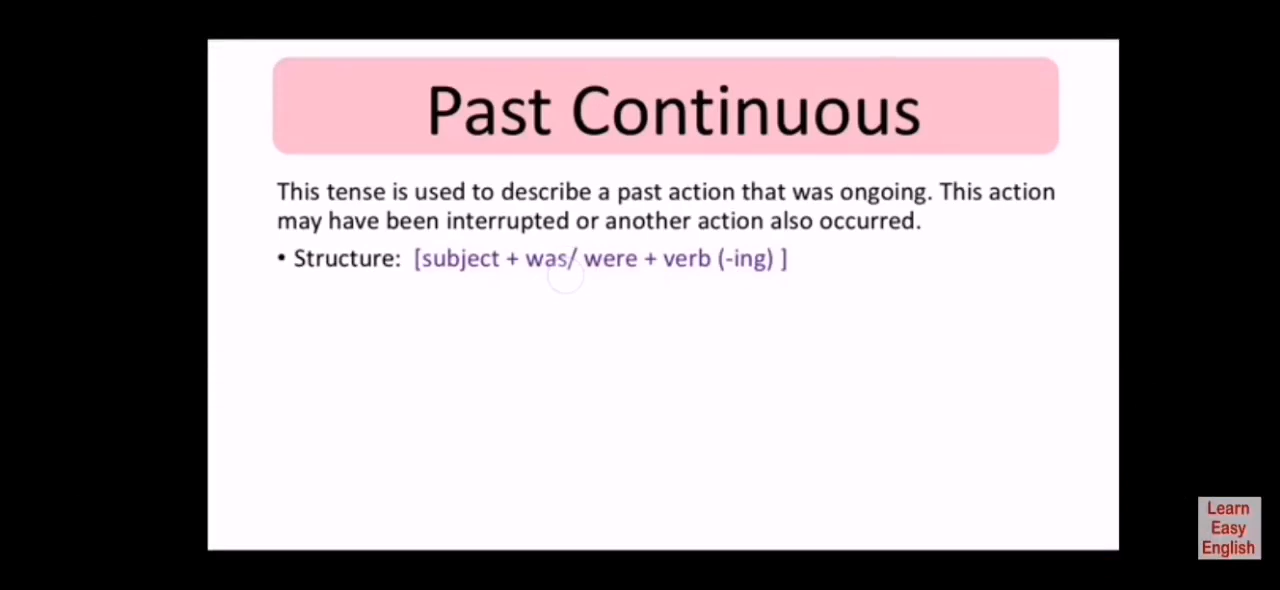 Past Continuous
This tense is used to describe a past action that was ongoing. This action
may have been interrupted or another action also occurred.
• Structure: [subject + was/ were + verb (-ing) ]
Learn
Easy
English